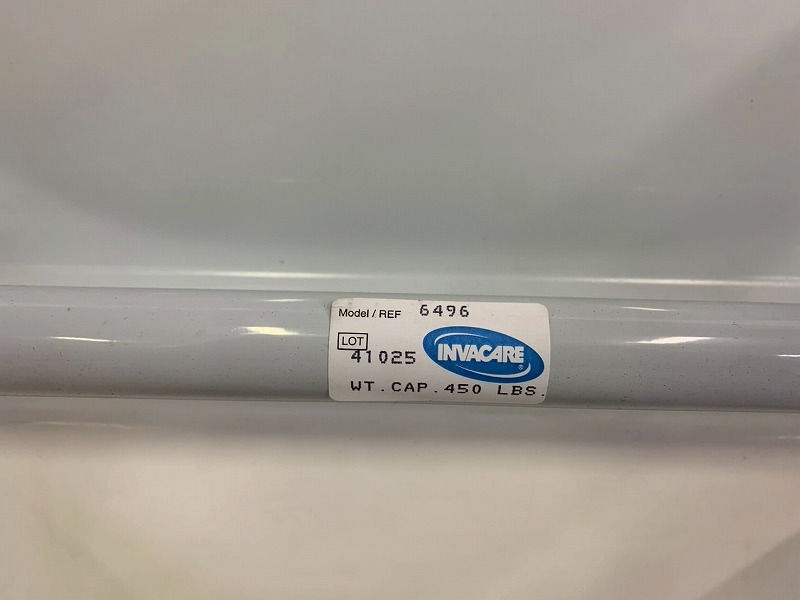 Model / REF 6496
LOT
41025
INVACARE®
WT.CAP.450 LBS.